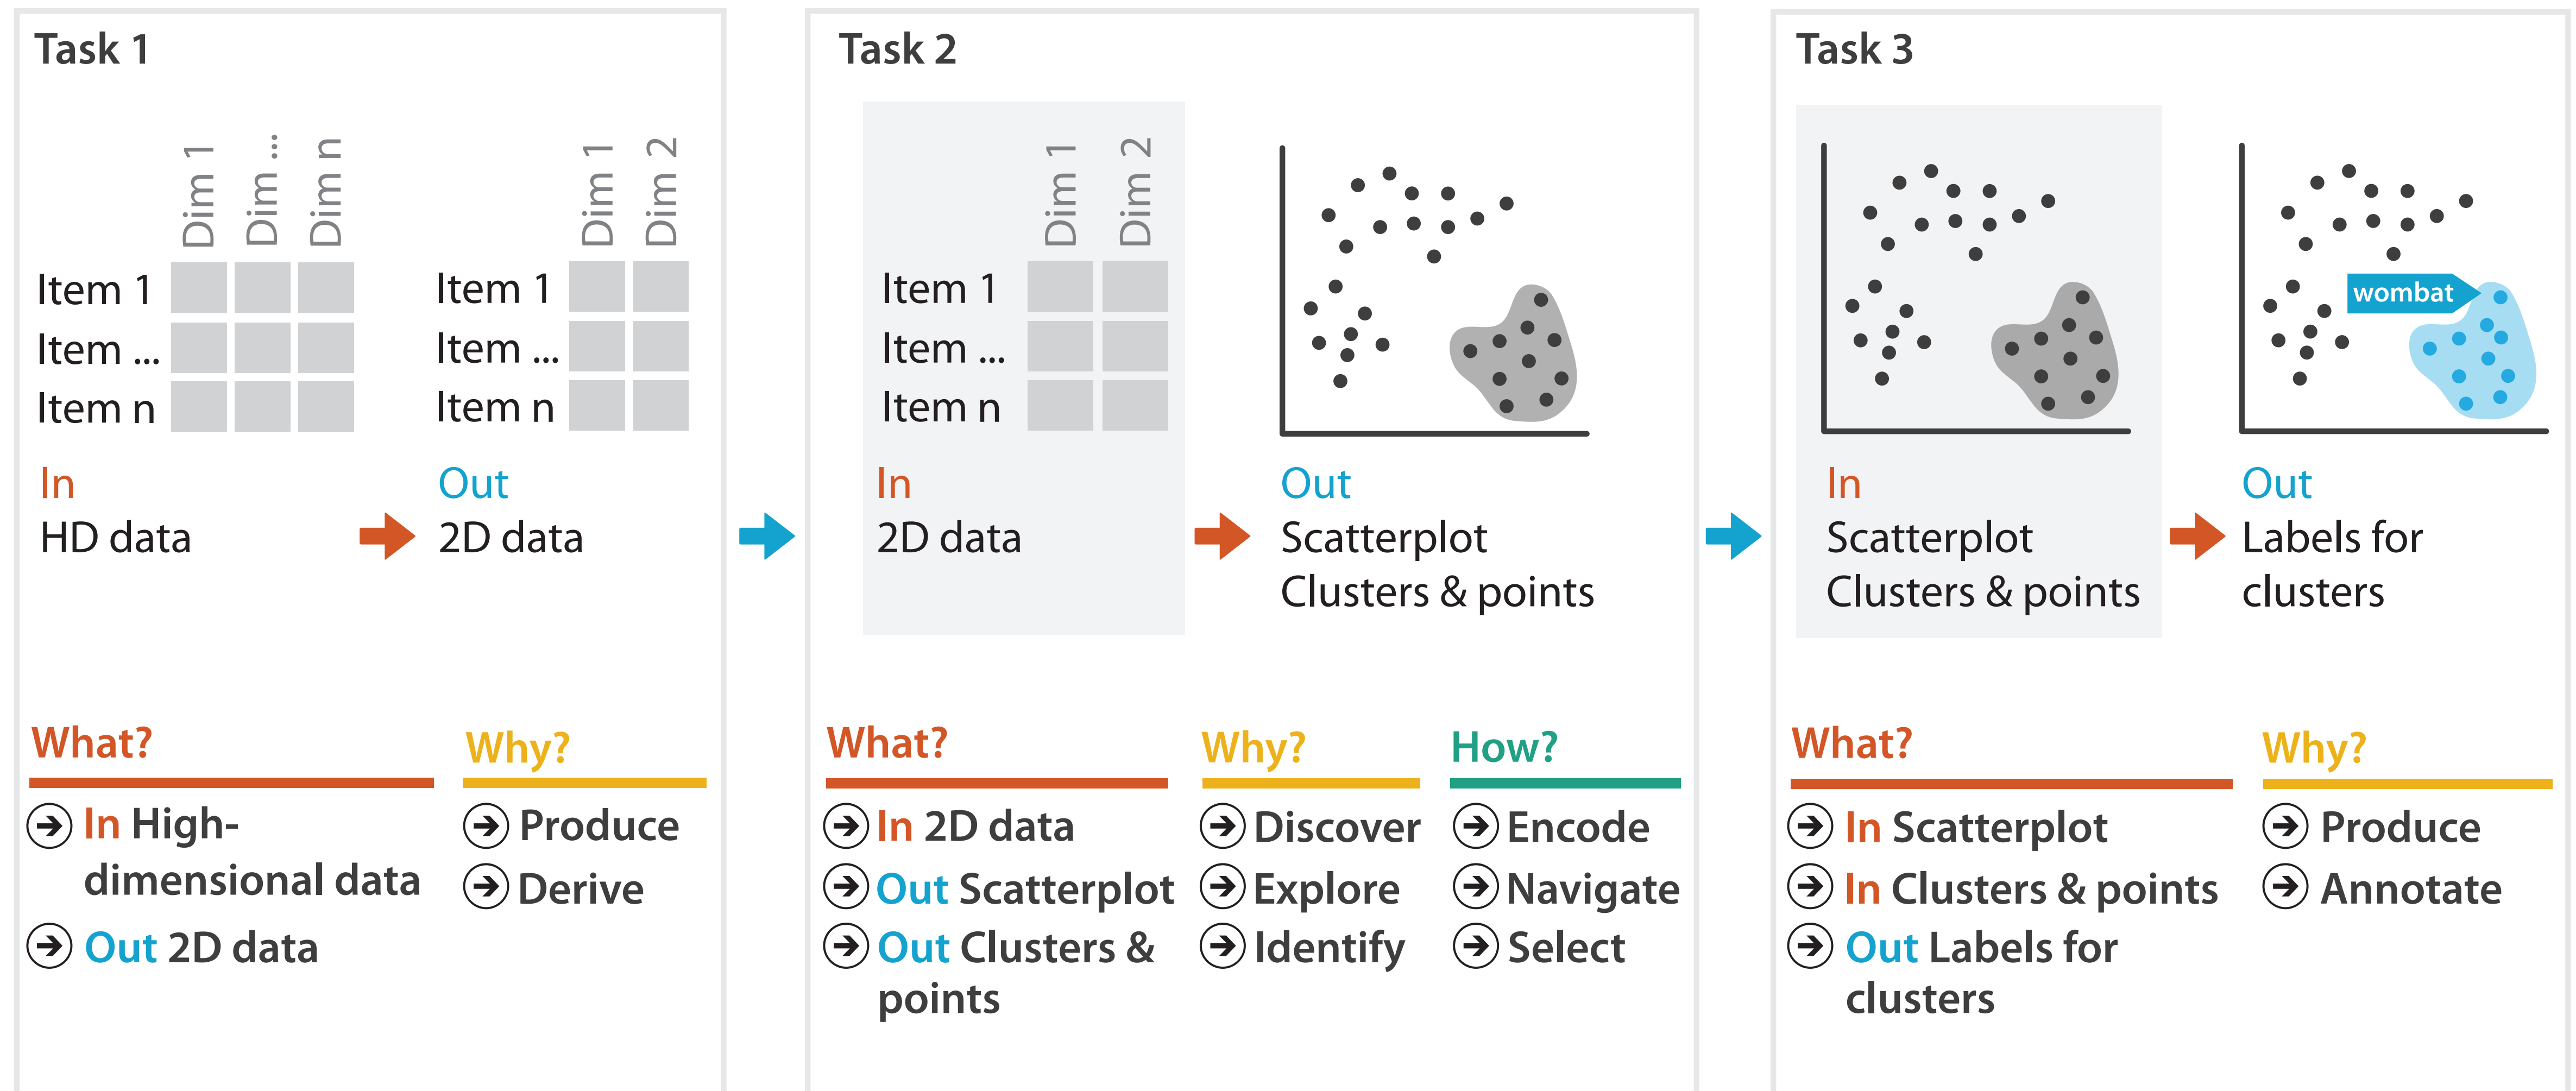 Task 1
Dim 1
Dim ...
Dim n
Item 1
Item ...
Item n
In
HD data
Dim 1
Dim 2
Item 1
Item ...
Item n
Out
2D data
What?
In High-
dimensional data
Out 2D data
Why?
Produce
Derive
Task 2
Dim 1
Dim 2
Item 1
Item ...
Item n
In
2D data
Out
Scatterplot
Clusters & points
What?
In 2D data
Out Scatterplot
Out Clusters &
points
Why?
Discover
Explore
Identify
How?
Encode
Navigate
Select
Task 3
In
Scatterplot
Clusters & points
wombat
Out
Labels for
clusters
What?
In Scatterplot
In Clusters & points
Out Labels for
clusters
Why?
Produce
Annotate